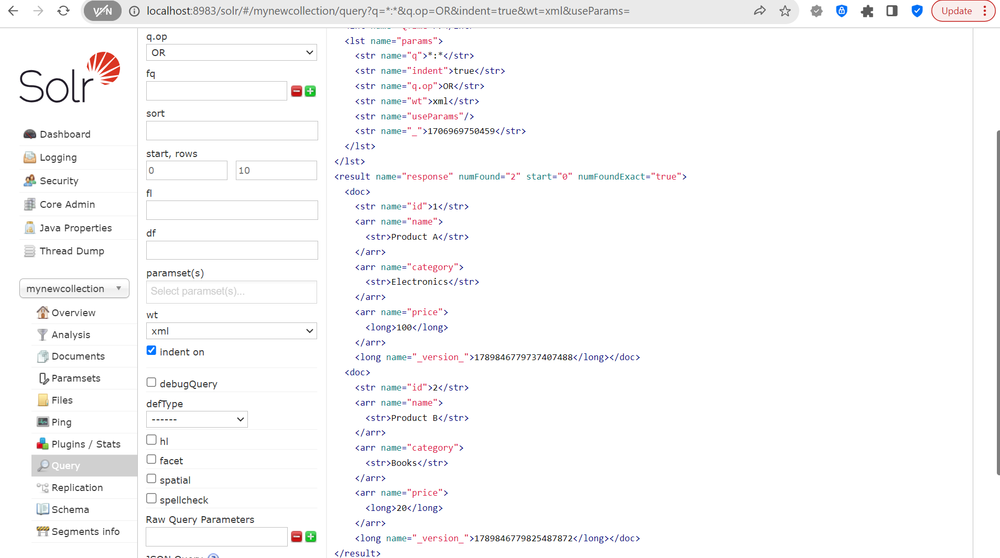 VPN
localhost:8983/solr/#/mynewcollection/query?q=*:*&q.op=OR&indent=true&wt=xml&useParams=
Update
Solr
Dashboard
Logging
Security
Core Admin
Java Properties
Thread Dump
mynewcollection
Overview
Analysis
Documents
Paramsets
Files
Ping
Plugins / Stats
Query
Replication
Schema
Segments info
q.op
OR
fq
sort
start, rows
0 10
fl
df
paramset(s)
Select paramset(s)...
wt
xml
indent on
debugQuery
defType
------
hl
facet
spatial
spellcheck
Raw Query Parameters
<lst name="params">
<str name="q">*:*</str>
<str name="indent">true</str>
<str name="q.op">OR</str>
<str name="wt">xml</str>
<str name="useParams"/>
<str name="_">1706969750459</str>
</lst>
</lst>
<result name="response" numFound="2" start="0" numFoundExact="true">
<doc>
<str name="id">1</str>
<arr name="name">
<str>Product A</str>
</arr>
<arr name="category">
<str>Electronics</str>
</arr>
<arr name="price">
<long>100</long>
</arr>
<long name="_version_">1789846779737407488</long></doc>
<doc>
<str name="id">2</str>
<arr name="name">
<str>Product B</str>
</arr>
<arr name="category">
<str>Books</str>
</arr>
<arr name="price">
<long>20</long>
</arr>
<long name="_version_">1789846779825487872</long></doc>
</result>